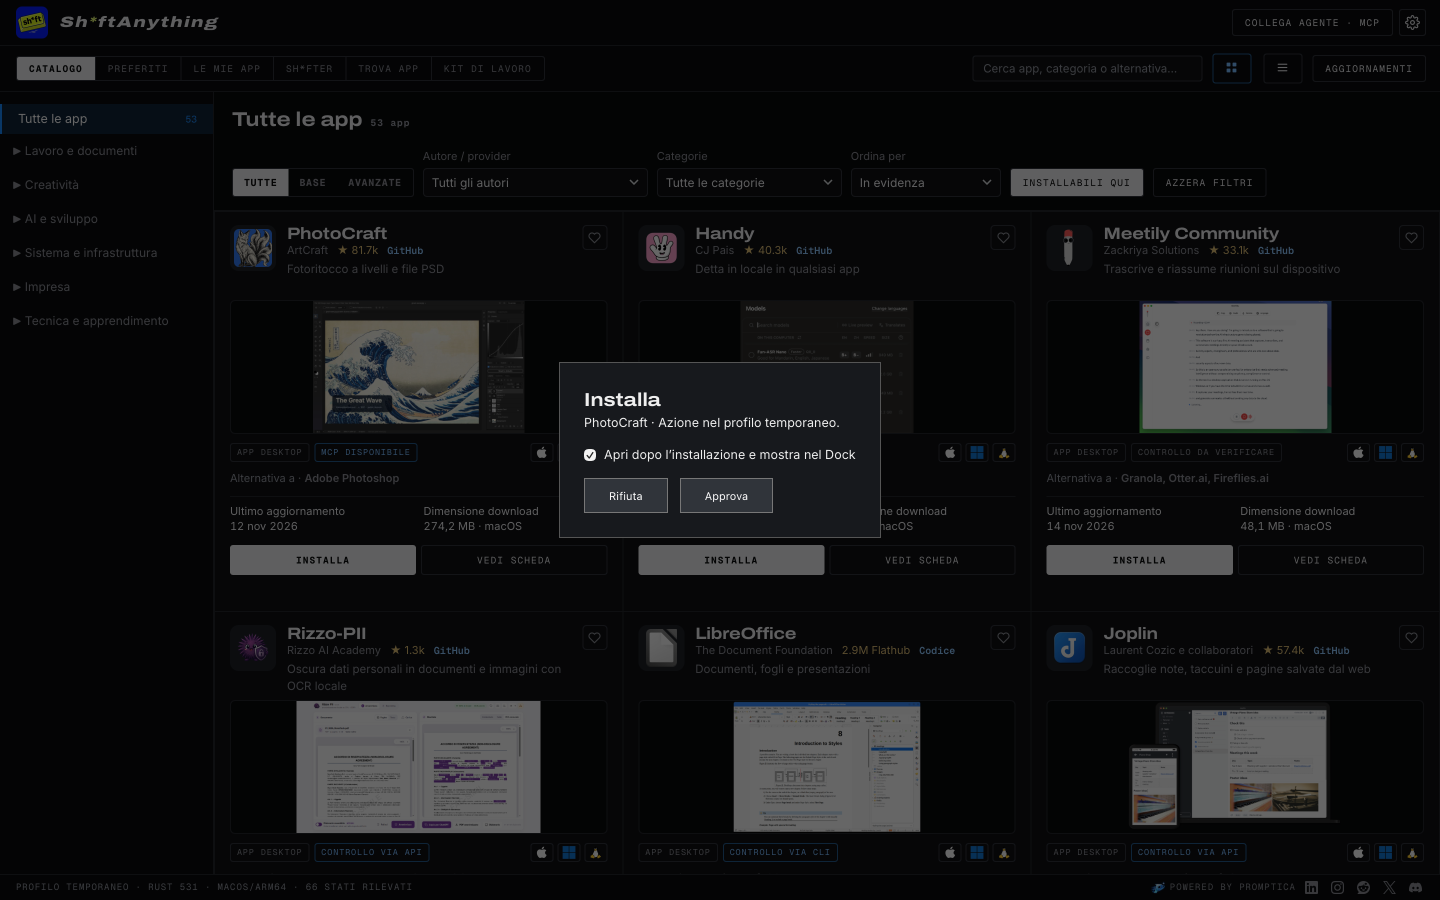 sh*ft
Sh*ftAnything
COLLEGA AGENTE · MCP
CATALOGO
PREFERITI
LE MIE APP
SH*FTER
TROVA APP
KIT DI LAVORO
Cerca app, categoria o alternativa...
AGGIORNAMENTI
Tutte le app
53
▶ Lavoro e documenti
▶ Creatività
▶ AI e sviluppo
▶ Sistema e infrastruttura
▶ Impresa
▶ Tecnica e apprendimento
Tutte le app 53 app
Autore / provider
Categorie
Ordina per
TUTTE
BASE
AVANZATE
Tutti gli autori
Tutte le categorie
In evidenza
INSTALLABILI QUI
AZZERA FILTRI
PhotoCraft
ArtCraft ★ 81.7k GitHub
Fotoritocco a livelli e file PSD
The Great Wave
APP DESKTOP
MCP DISPONIBILE
Alternativa a · Adobe Photoshop
Ultimo aggiornamento
12 nov 2026
Dimensione download
274,2 MB · macOS
INSTALLA
VEDI SCHEDA
Handy
CJ Pais ★ 40.3k GitHub
Detta in locale in qualsiasi app
Models
ne download
acOS
INSTALLA
VEDI SCHEDA
Meetily Community
Zackriya Solutions ★ 33.1k GitHub
Trascrive e riassume riunioni sul dispositivo
APP DESKTOP
CONTROLLO DA VERIFICARE
Alternativa a · Granola, Otter.ai, Fireflies.ai
Ultimo aggiornamento
14 nov 2026
Dimensione download
48,1 MB · macOS
INSTALLA
VEDI SCHEDA
Installa
PhotoCraft · Azione nel profilo temporaneo.
Apri dopo l’installazione e mostra nel Dock
Rifiuta
Approva
Rizzo-PII
Rizzo AI Academy ★ 1.3k GitHub
Oscura dati personali in documenti e immagini con
OCR locale
APP DESKTOP
CONTROLLO VIA API
LibreOffice
The Document Foundation 2.9M Flathub Codice
Documenti, fogli e presentazioni
8
Introduction to Styles
APP DESKTOP
CONTROLLO VIA CLI
Joplin
Laurent Cozic e collaboratori ★ 57.4k GitHub
Raccoglie note, taccuini e pagine salvate dal web
APP DESKTOP
CONTROLLO VIA API
PROFILO TEMPORANEO · RUST 531 · MACOS/ARM64 · 66 STATI RILEVATI
POWERED BY PROMPTICA